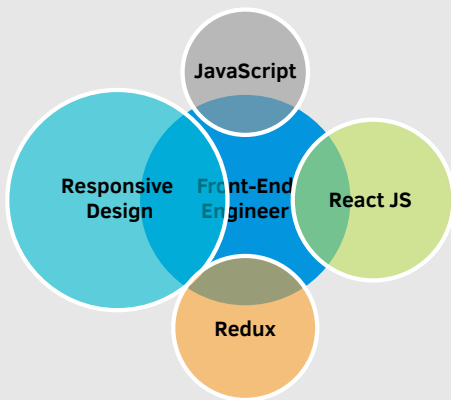 JavaScript
Responsive
Design
Front-End
Engineer
React JS
Redux